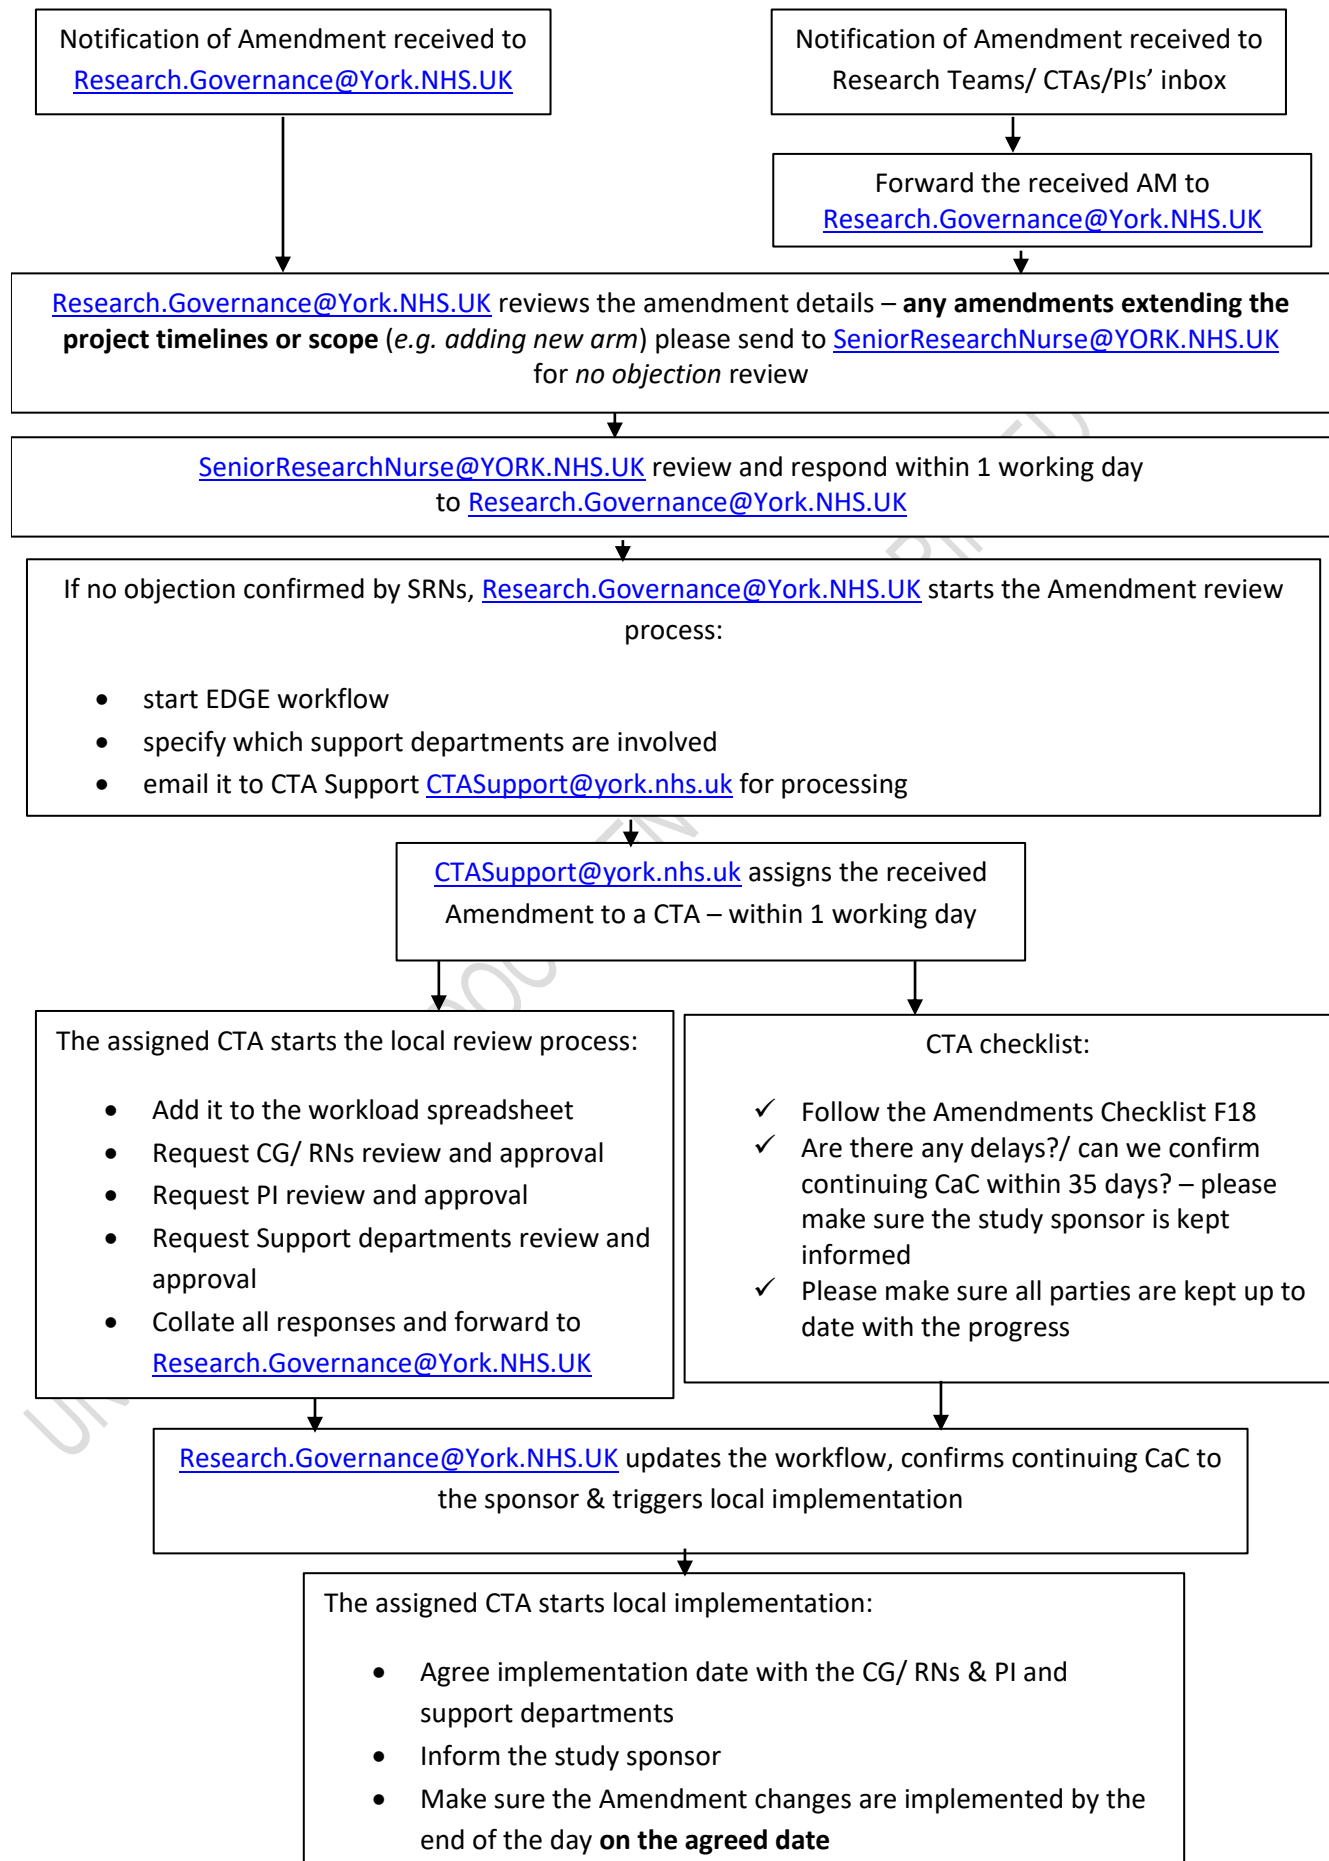 Notification of Amendment received to
Research.Governance@York.NHS.UK
Notification of Amendment received to
Research Teams/ CTAs/PIs’ inbox
Forward the received AM to
Research.Governance@York.NHS.UK
Research.Governance@York.NHS.UK reviews the amendment details – any amendments extending the
project timelines or scope (e.g. adding new arm) please send to SeniorResearchNurse@YORK.NHS.UK
for no objection review
SeniorResearchNurse@YORK.NHS.UK review and respond within 1 working day
to Research.Governance@York.NHS.UK
If no objection confirmed by SRNs, Research.Governance@York.NHS.UK starts the Amendment review
process:
• start EDGE workflow
• specify which support departments are involved
• email it to CTA Support CTASupport@york.nhs.uk for processing
CTASupport@york.nhs.uk assigns the received
Amendment to a CTA – within 1 working day
The assigned CTA starts the local review process:
• Add it to the workload spreadsheet
• Request CG/ RNs review and approval
• Request PI review and approval
• Request Support departments review and
approval
• Collate all responses and forward to
Research.Governance@York.NHS.UK
CTA checklist:
✓ Follow the Amendments Checklist F18
✓ Are there any delays?/ can we confirm
continuing CaC within 35 days? – please
make sure the study sponsor is kept
informed
✓ Please make sure all parties are kept up to
date with the progress
Research.Governance@York.NHS.UK updates the workflow, confirms continuing CaC to
the sponsor & triggers local implementation
The assigned CTA starts local implementation:
• Agree implementation date with the CG/ RNs & PI and
support departments
• Inform the study sponsor
• Make sure the Amendment changes are implemented by the
end of the day on the agreed date